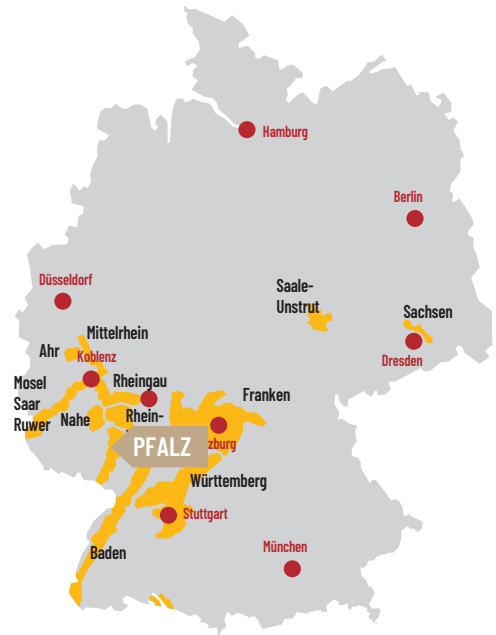 Hamburg
Berlin
Düsseldorf
Saale-
Unstrut
Sachsen
Mittelrhein
Ahr
Koblenz
Dresden
Mosel
Saar
Ruwer
Rheingau
Nahe
Rhein-
Franken
PFALZ
zburg
Württemberg
Stuttgart
Baden
München